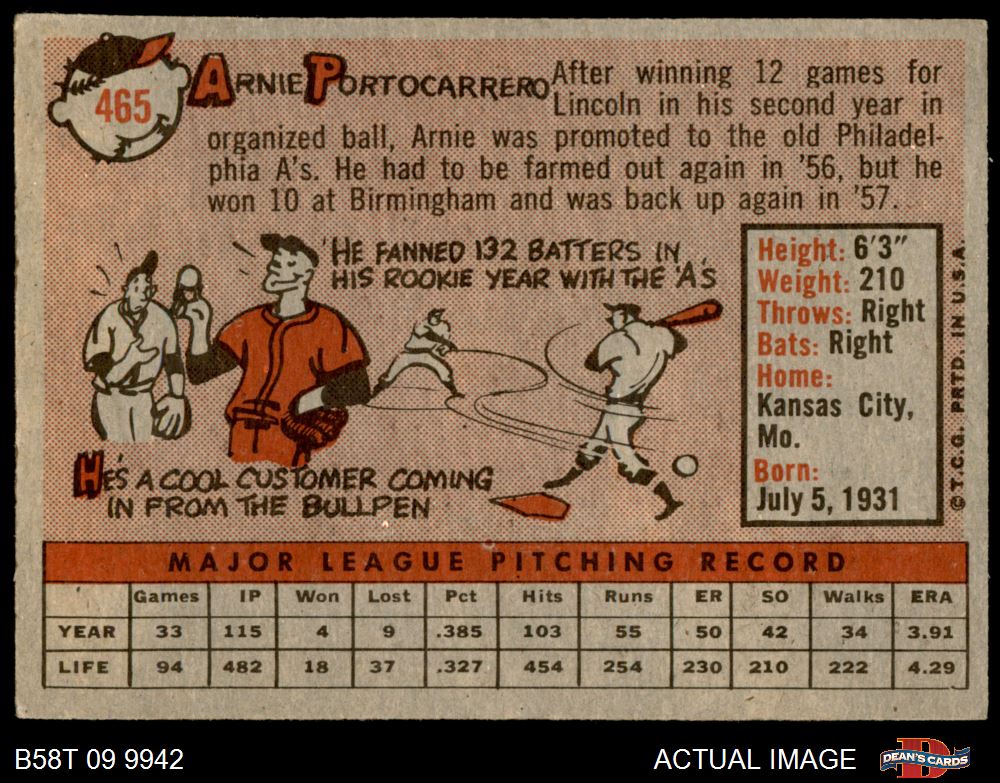 465
ARNIE PORTOCARRERO
After winning 12 games for
Lincoln in his second year in
organized ball, Arnie was promoted to the old Philadel-
phia A's. He had to be farmed out again in '56, but he
won 10 at Birmingham and was back up again in '57.
HE FANNED 132 BATTERS IN
HIS ROOKIE YEAR WITH THE 'A'S
HE'S A COOL CUSTOMER COMING
IN FROM THE BULLPEN
Height: 6'3"
Weight: 210
Throws: Right
Bats: Right
Home:
Kansas City,
Mo.
Born:
July 5, 1931
© T.C.G. PRTD. IN U.S.A.
MAJOR LEAGUE PITCHING RECORD
Games IP Won Lost Pct Hits Runs ER SO Walks ERA
YEAR 33 115 4 9 .385 103 55 50 42 34 3.91
LIFE 94 482 18 37 .327 454 254 230 210 222 4.29
B58T 09 9942 ACTUAL IMAGE DEAN'S CARDS